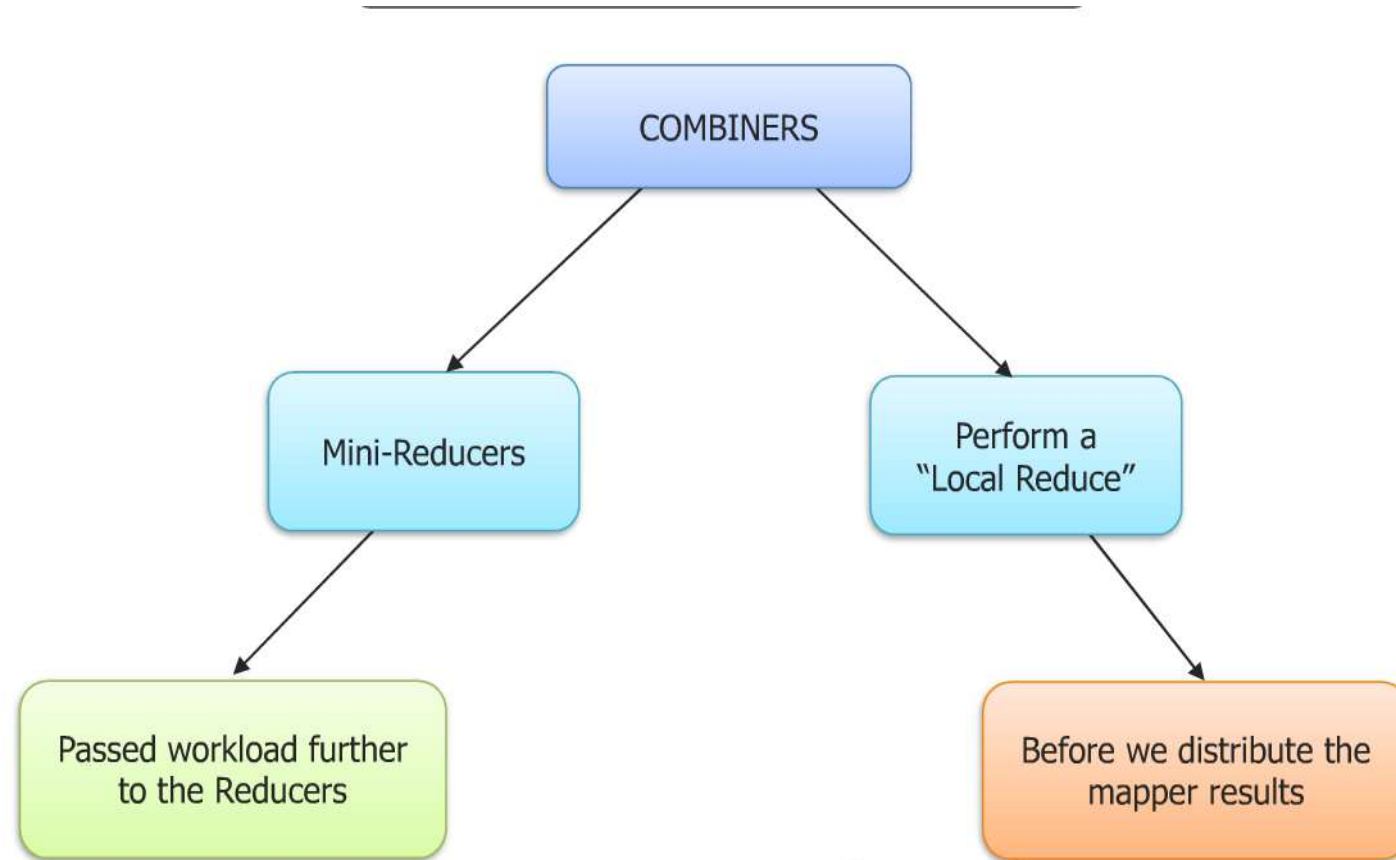 COMBINERS
Mini-Reducers
Perform a
“Local Reduce”
Passed workload further
to the Reducers
Before we distribute the
mapper results